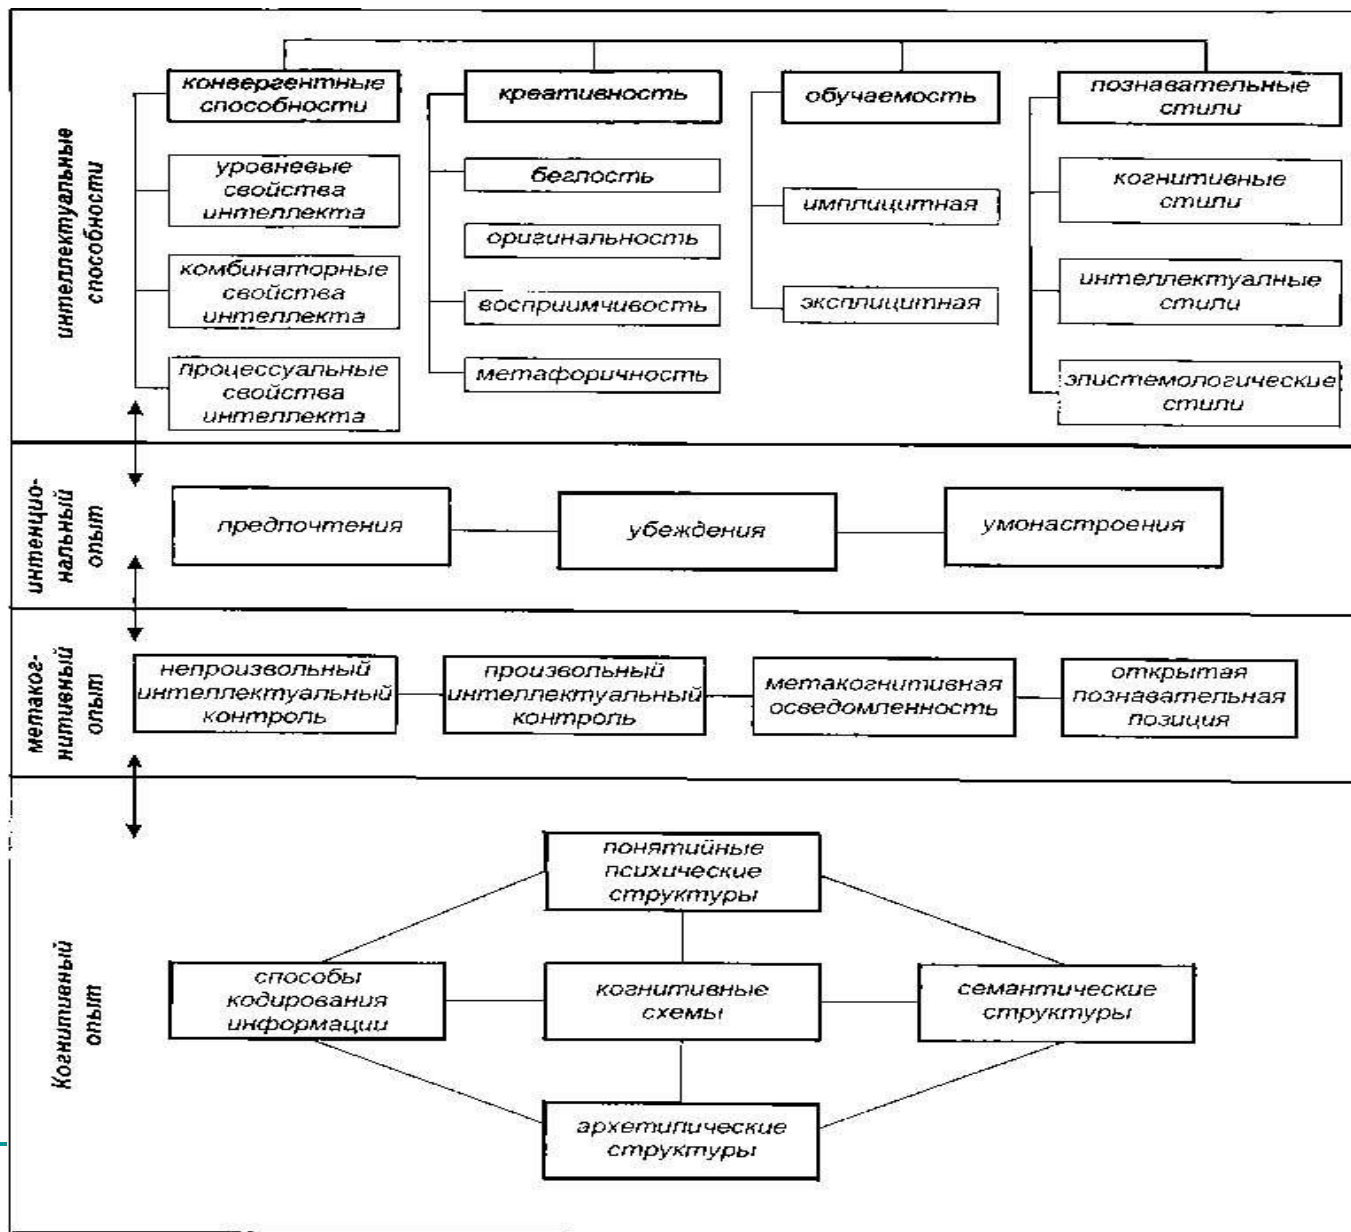 интеллектуальные
способности
конвергентные
способности
уровневые
свойства
интеллекта
комбинаторные
свойства
интеллекта
процессуальные
свойства
интеллекта
креативность
беглость
оригинальность
восприимчивость
метафоричность
обучаемость
имплицитная
эксплицитная
познавательные
стили
когнитивные
стили
интеллектуалные
стили
эпистемологические
стили
интенцио-
нальный
опыт
предпочтения
убеждения
умонастроения
метаког-
нитивный
опыт
непроизвольный
интеллектуальный
контроль
произвольный
интеллектуальный
контроль
метакогнитивная
осведомленность
открытая
познавательная
позиция
Когнитивный
опыт
понятийные
психические
структуры
способы
кодирования
информации
когнитивные
схемы
семантические
структуры
архетипические
структуры